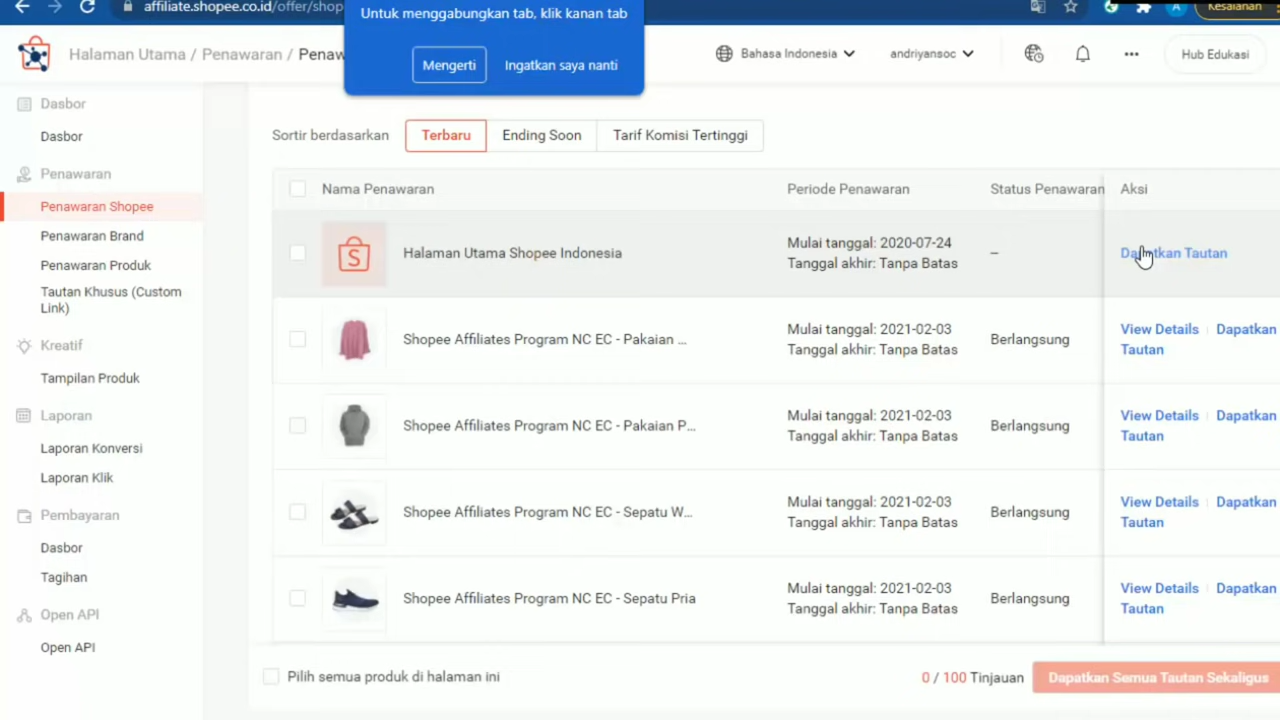 affiliate.shopee.co.id/offer/shop
Untuk menggabungkan tab, klik kanan tab
Mengerti
Ingatkan saya nanti
Kesalahan
Halaman Utama / Penawaran / Penaw
Bahasa Indonesia
andriyansoc
Hub Edukasi
Dasbor
Dasbor
Penawaran
Penawaran Shopee
Penawaran Brand
Penawaran Produk
Tautan Khusus (Custom
Link)
Kreatif
Tampilan Produk
Laporan
Laporan Konversi
Laporan Klik
Pembayaran
Dasbor
Tagihan
Open API
Open API
Sortir berdasarkan
Terbaru
Ending Soon
Tarif Komisi Tertinggi
Nama Penawaran
Periode Penawaran
Status Penawaran
Aksi
Halaman Utama Shopee Indonesia
Mulai tanggal: 2020-07-24
Tanggal akhir: Tanpa Batas
–
Dapatkan Tautan
Shopee Affiliates Program NC EC - Pakaian ...
Mulai tanggal: 2021-02-03
Tanggal akhir: Tanpa Batas
Berlangsung
View Details Dapatkan
Tautan
Shopee Affiliates Program NC EC - Pakaian P...
Mulai tanggal: 2021-02-03
Tanggal akhir: Tanpa Batas
Berlangsung
View Details Dapatkan
Tautan
Shopee Affiliates Program NC EC - Sepatu W...
Mulai tanggal: 2021-02-03
Tanggal akhir: Tanpa Batas
Berlangsung
View Details Dapatkan
Tautan
Shopee Affiliates Program NC EC - Sepatu Pria
Mulai tanggal: 2021-02-03
Tanggal akhir: Tanpa Batas
Berlangsung
View Details Dapatkan
Tautan
Pilih semua produk di halaman ini
0 / 100 Tinjauan
Dapatkan Semua Tautan Sekaligus